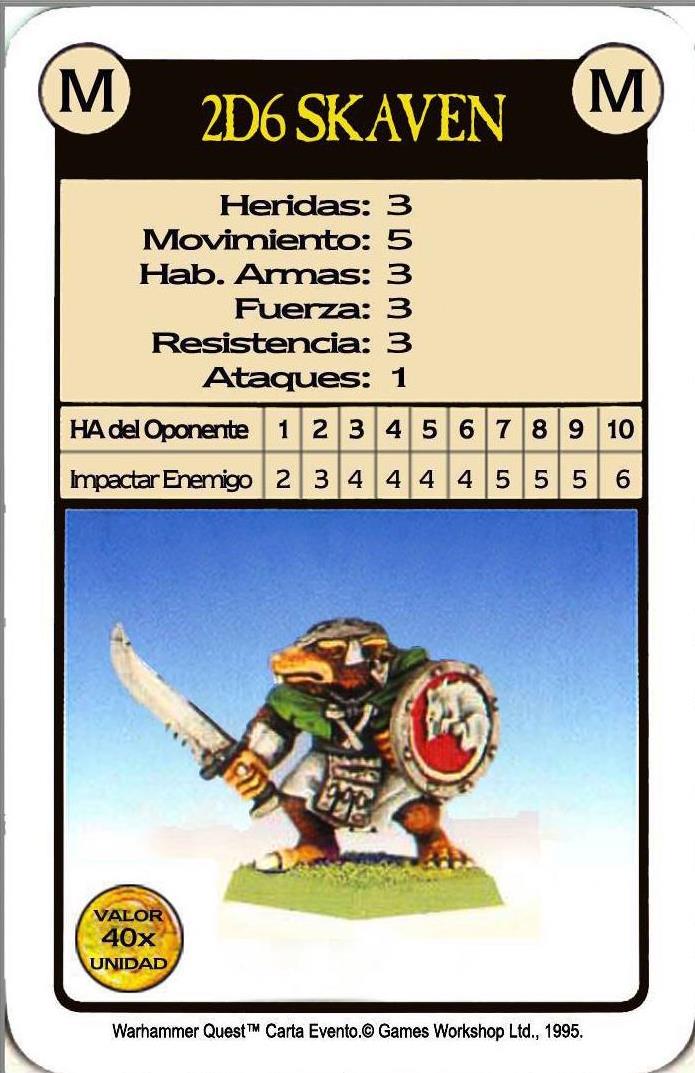 M
M
2D6 SKAVEN
Heridas: 3
Movimiento: 5
Hab. Armas: 3
Fuerza: 3
Resistencia: 3
Ataques: 1
HA del Oponente 1 2 3 4 5 6 7 8 9 10
Impactar Enemigo 2 3 4 4 4 4 5 5 5 6
VALOR
40x
UNIDAD
Warhammer Quest™ Carta Evento.© Games Workshop Ltd., 1995.